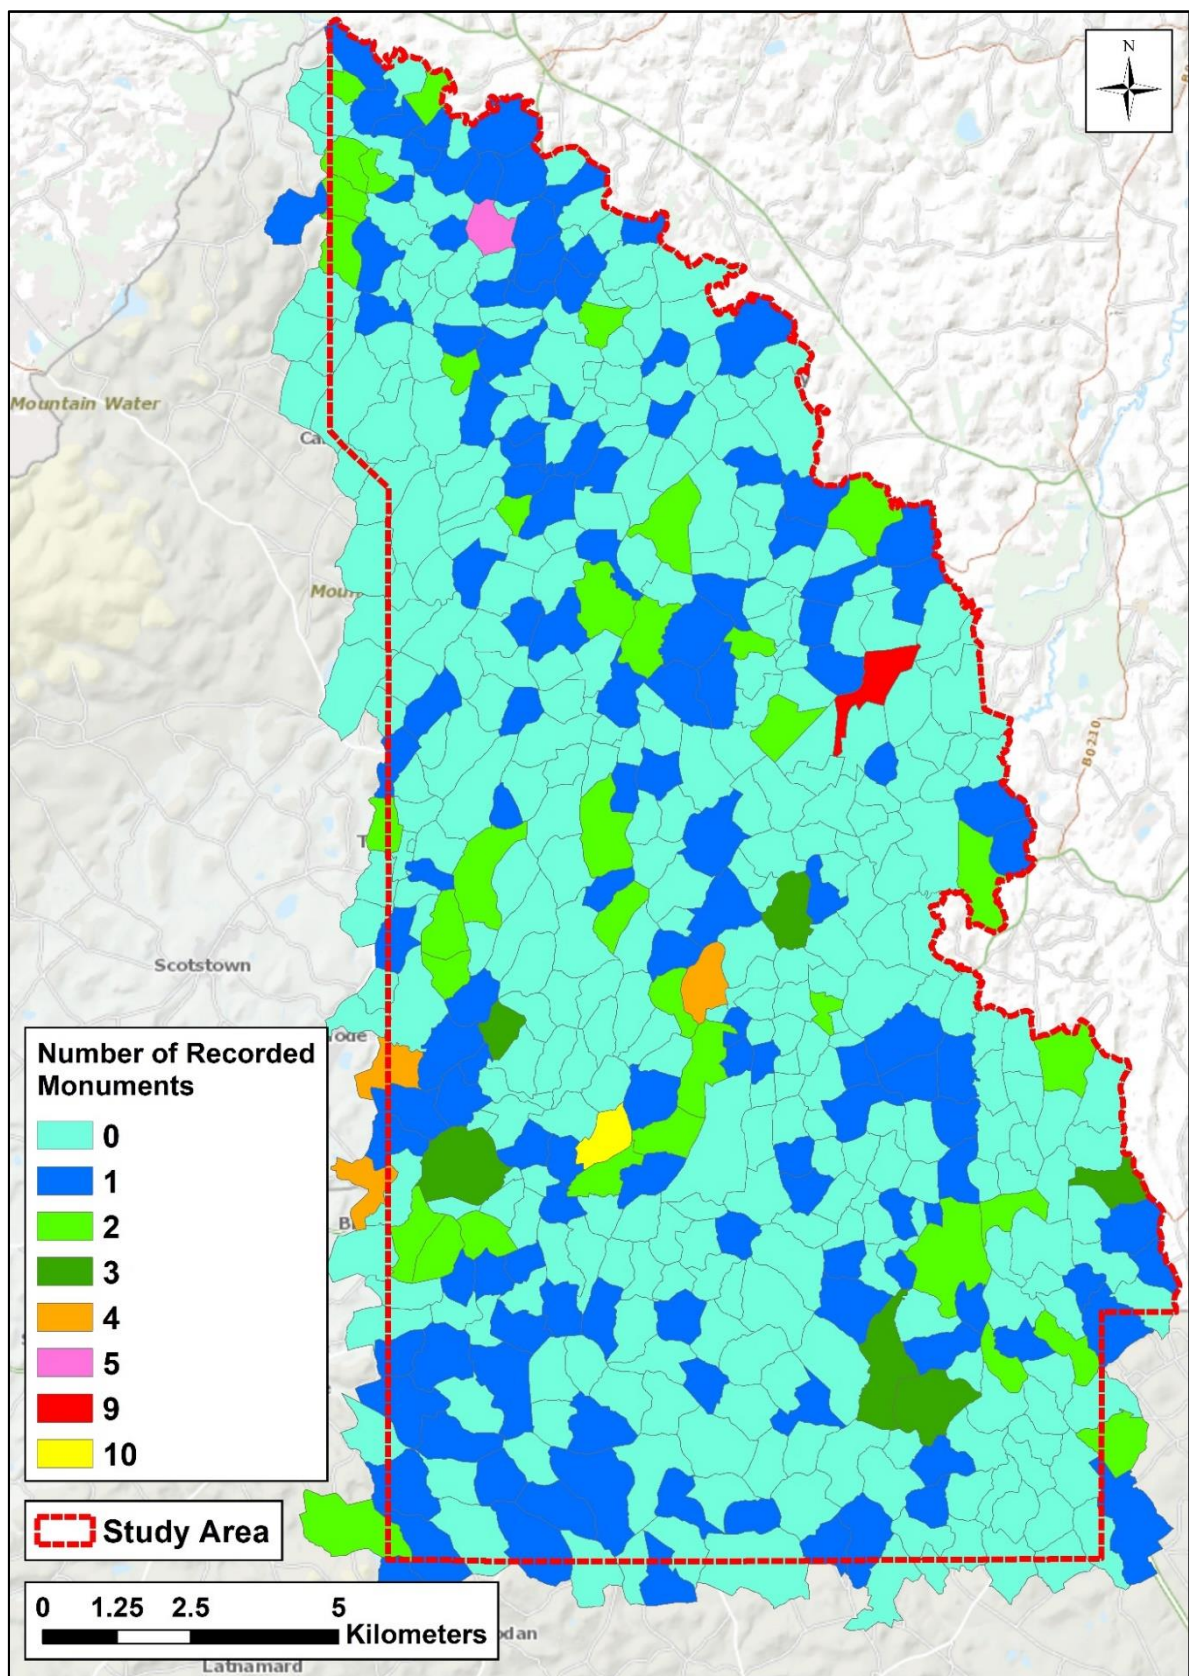 N
Mountain Water
B0210
Scotstown
Number of Recorded
Monuments
0
1
2
3
4
5
9
10
Study Area
0 1.25 2.5 5
Kilometers
Latnamard